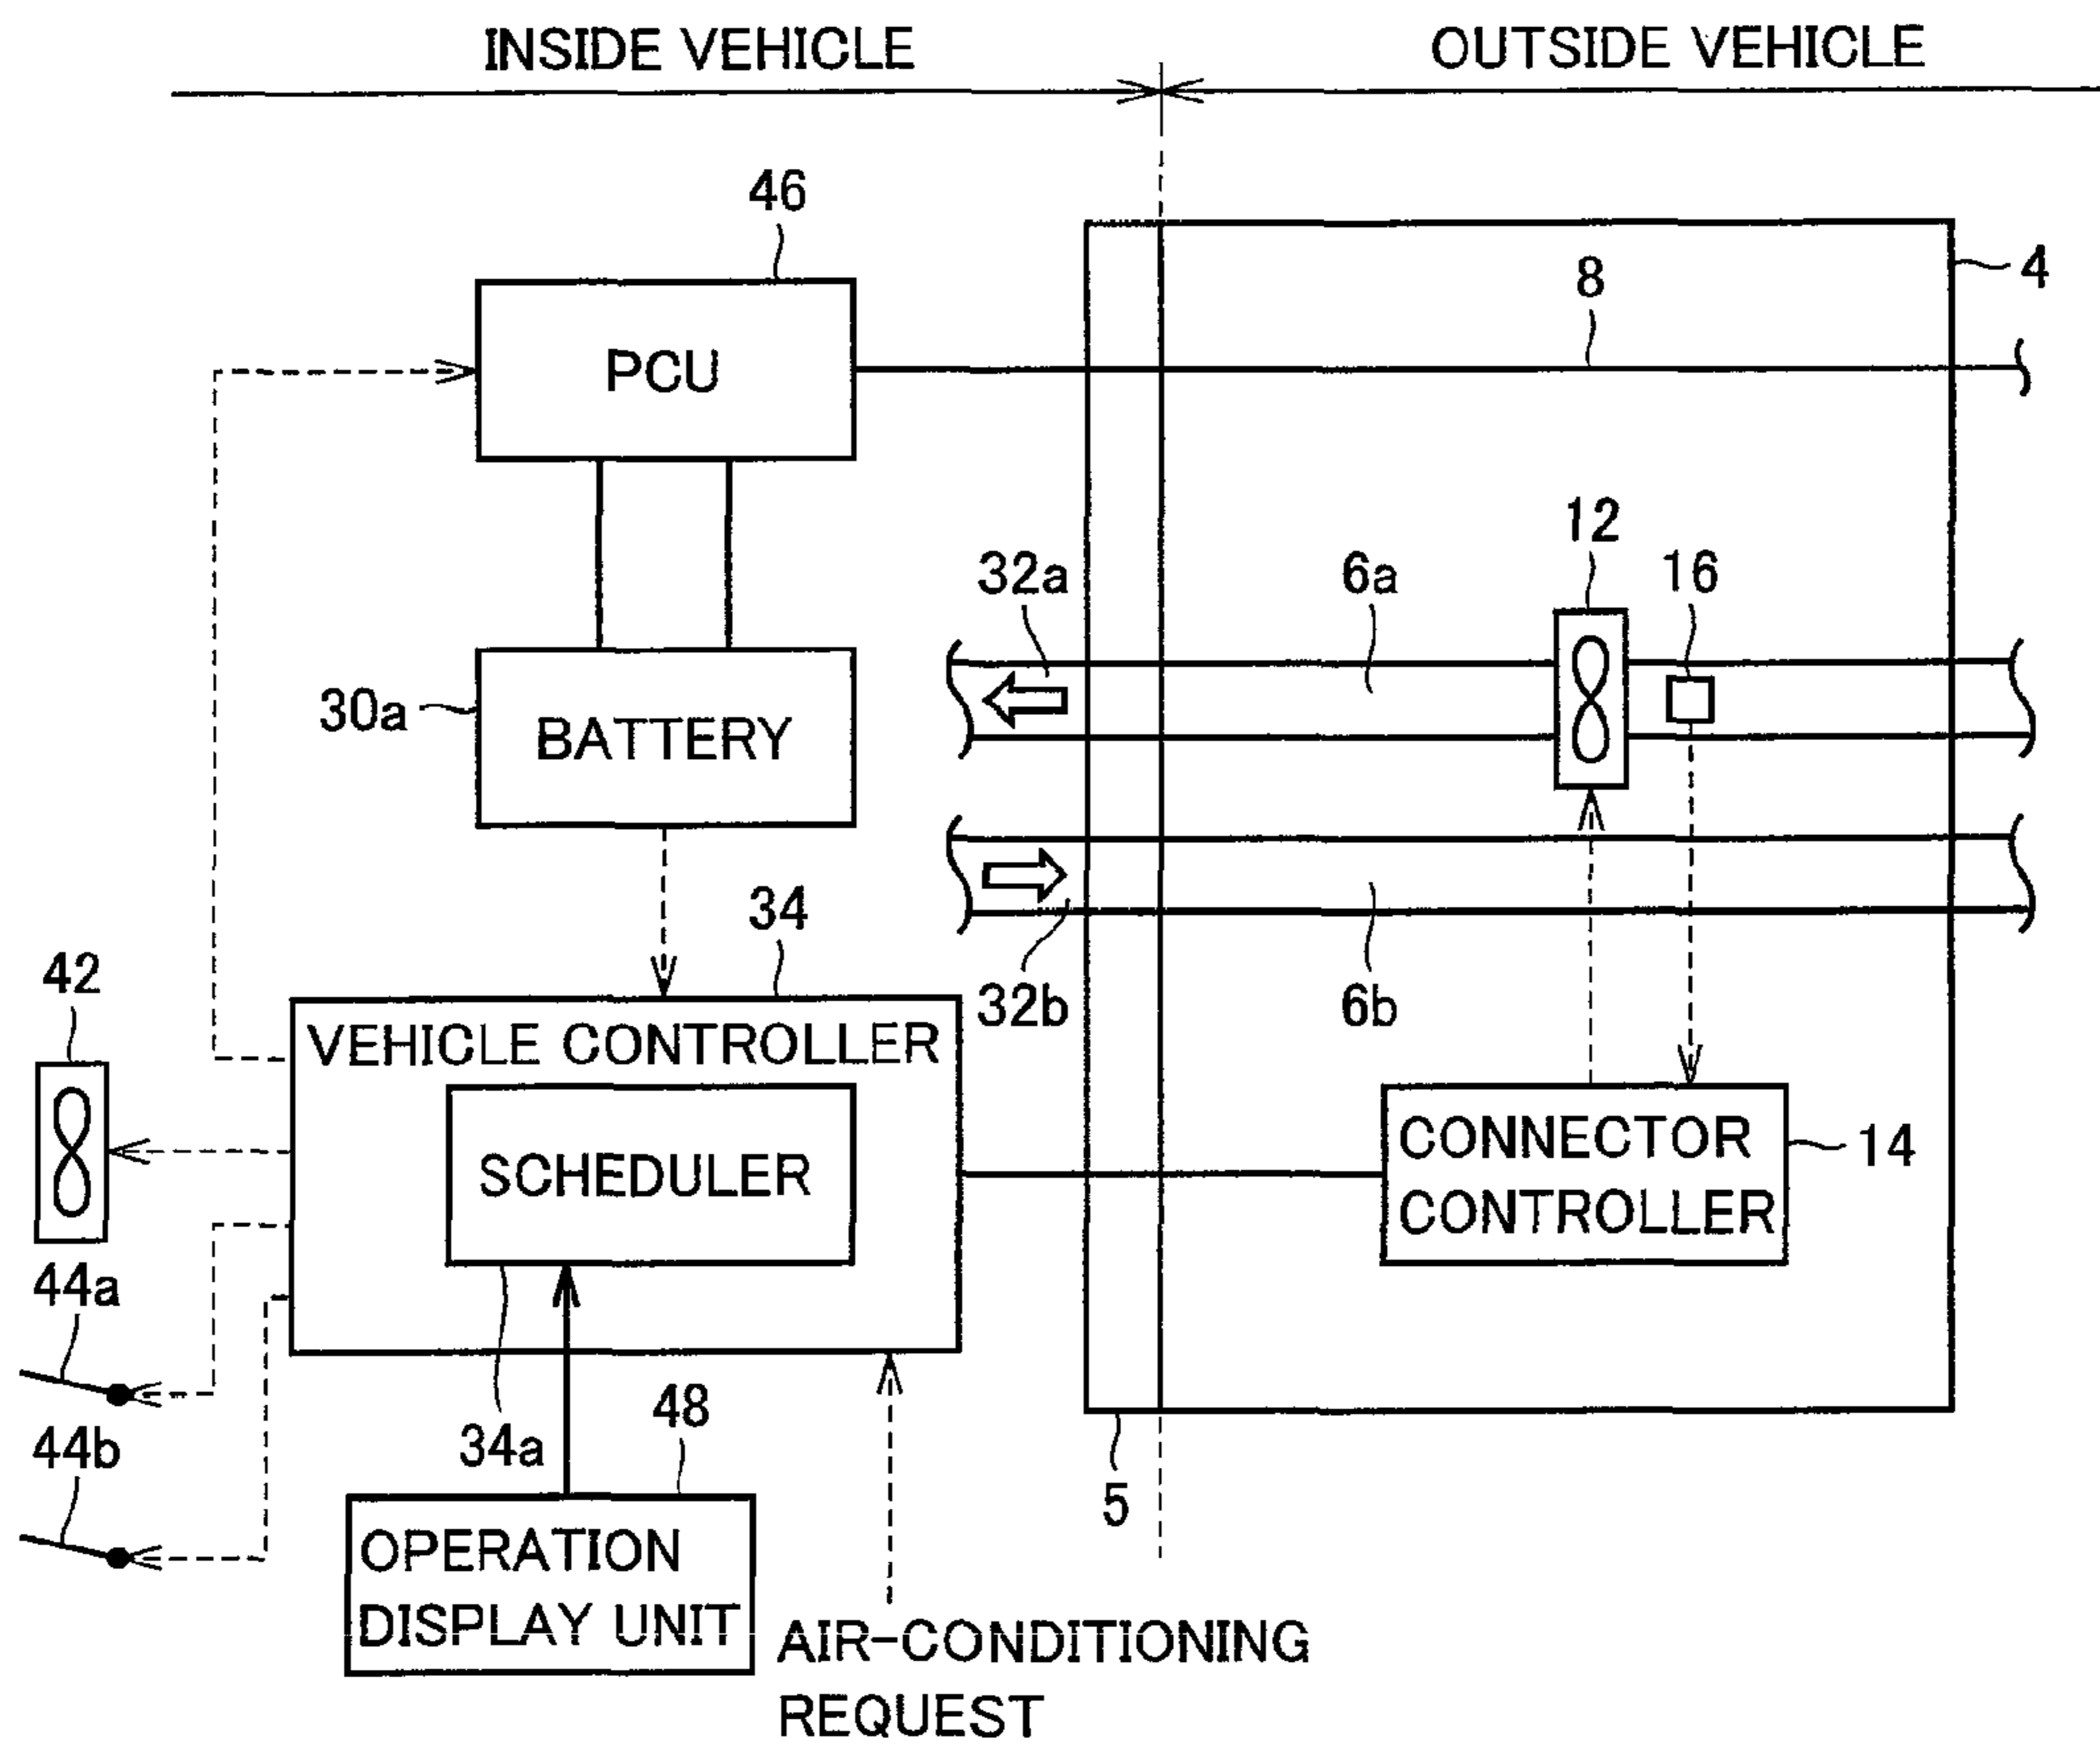 INSIDE VEHICLE
OUTSIDE VEHICLE
46
4
8
PCU
12
32a
6a
16
30a
BATTERY
34
42
32b
6b
VEHICLE CONTROLLER
CONNECTOR
CONTROLLER
14
SCHEDULER
44a
48
44b
34a
5
OPERATION
DISPLAY UNIT
AIR-CONDITIONING
REQUEST